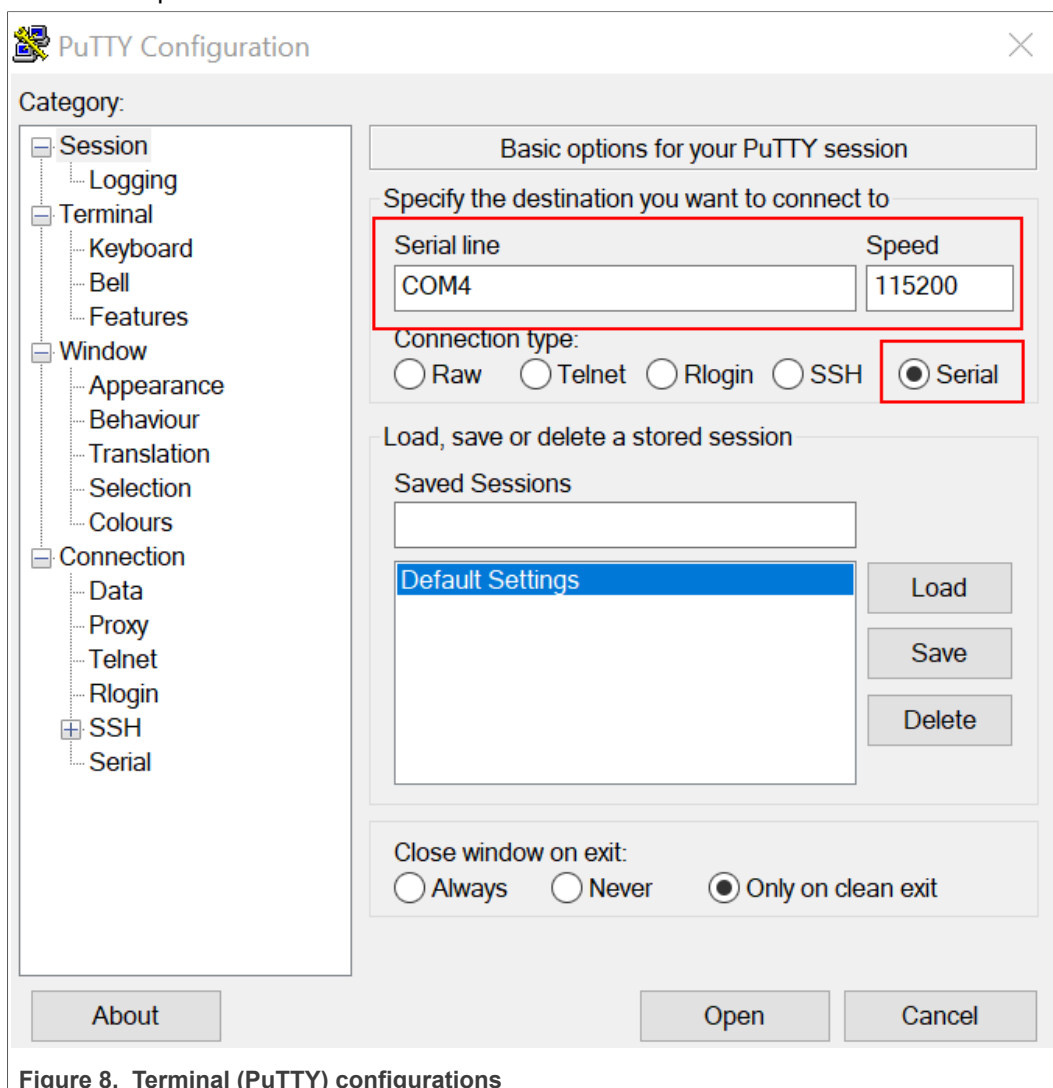 PuTTY Configuration
Category:
Session
Logging
Terminal
Keyboard
Bell
Features
Window
Appearance
Behaviour
Translation
Selection
Colours
Connection
Data
Proxy
Telnet
Rlogin
SSH
Serial
Basic options for your PuTTY session
Specify the destination you want to connect to
Serial line Speed
COM4 115200
Connection type:
Raw Telnet Rlogin SSH Serial
Load, save or delete a stored session
Saved Sessions
Default Settings
Load
Save
Delete
Close window on exit:
Always Never Only on clean exit
About Open Cancel
Figure 8. Terminal (PuTTY) configurations